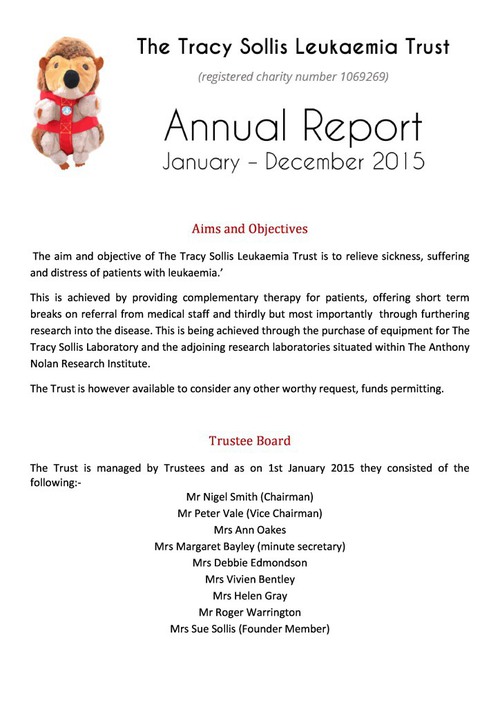 The Tracy Sollis Leukaemia Trust
(registered charity number 1069269)
Annual Report
January – December 2015
Aims and Objectives
The aim and objective of The Tracy Sollis Leukaemia Trust is to relieve sickness, suffering
and distress of patients with leukaemia.’
This is achieved by providing complementary therapy for patients, offering short term
breaks on referral from medical staff and thirdly but most importantly through furthering
research into the disease. This is being achieved through the purchase of equipment for The
Tracy Sollis Laboratory and the adjoining research laboratories situated within The Anthony
Nolan Research Institute.
The Trust is however available to consider any other worthy request, funds permitting.
Trustee Board
The Trust is managed by Trustees and as on 1st January 2015 they consisted of the
following:-
Mr Nigel Smith (Chairman)
Mr Peter Vale (Vice Chairman)
Mrs Ann Oakes
Mrs Margaret Bayley (minute secretary)
Mrs Debbie Edmondson
Mrs Vivien Bentley
Mrs Helen Gray
Mr Roger Warrington
Mrs Sue Sollis (Founder Member)